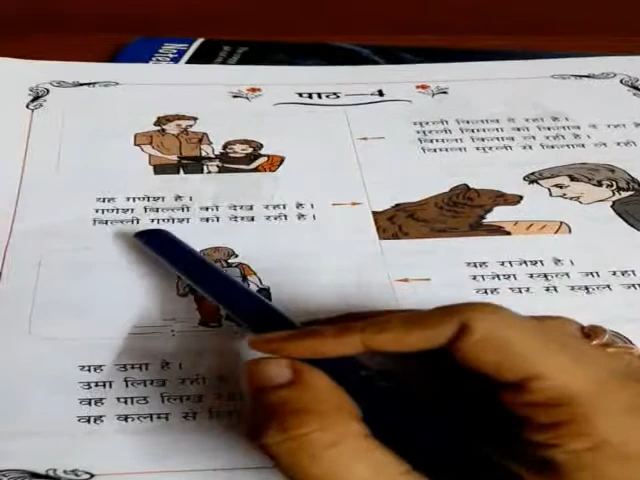 Notes
पाठ -4
मुरली किताब दे रहा है।
मुरली बिमला को किताब दे रहा
बिमला किताब ले रही है।
बिमला मुरली से किताब ले रही
यह गणेश है।
गणेश बिल्ली को देख रहा है।
बिल्ली गणेश को देख रही है।
यह राजेश है।
राजेश स्कूल जा रहा
वह घर से स्कूल जा
यह उमा है।
उमा लिख रही
वह पाठ लिख
वह कलम से